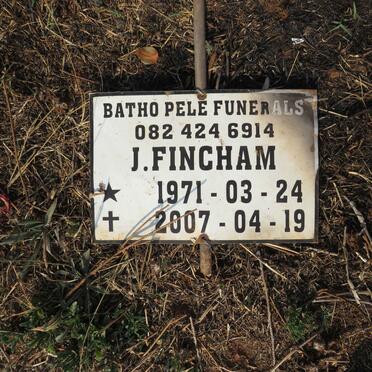 BATHO PELE FUNERALS
082 424 6914
J.FINCHAM
★ 1971 - 03 - 24
✝ 2007 - 04 - 19